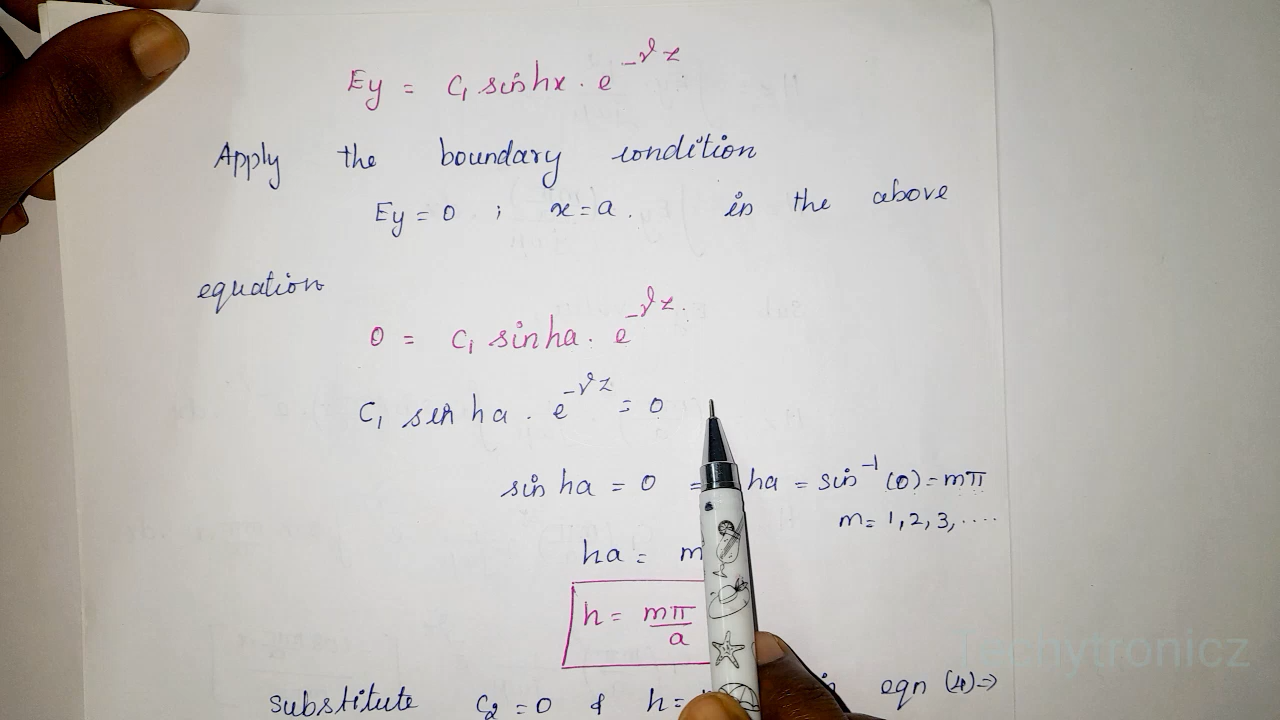 Ey = C₁ sin hx . e^-γz
Apply the boundary condition
Ey = 0 ; x = a . in the above
equation
0 = C₁ sin ha . e^-γz.
C₁ sin ha . e^-γz = 0
sin ha = 0 = ha = sin⁻¹ (0) = mπ
m = 1, 2, 3, ....
ha = m
h = mπ/a
substitute C₂ = 0 & h = in eqn (4) ⇒
Techytronicz